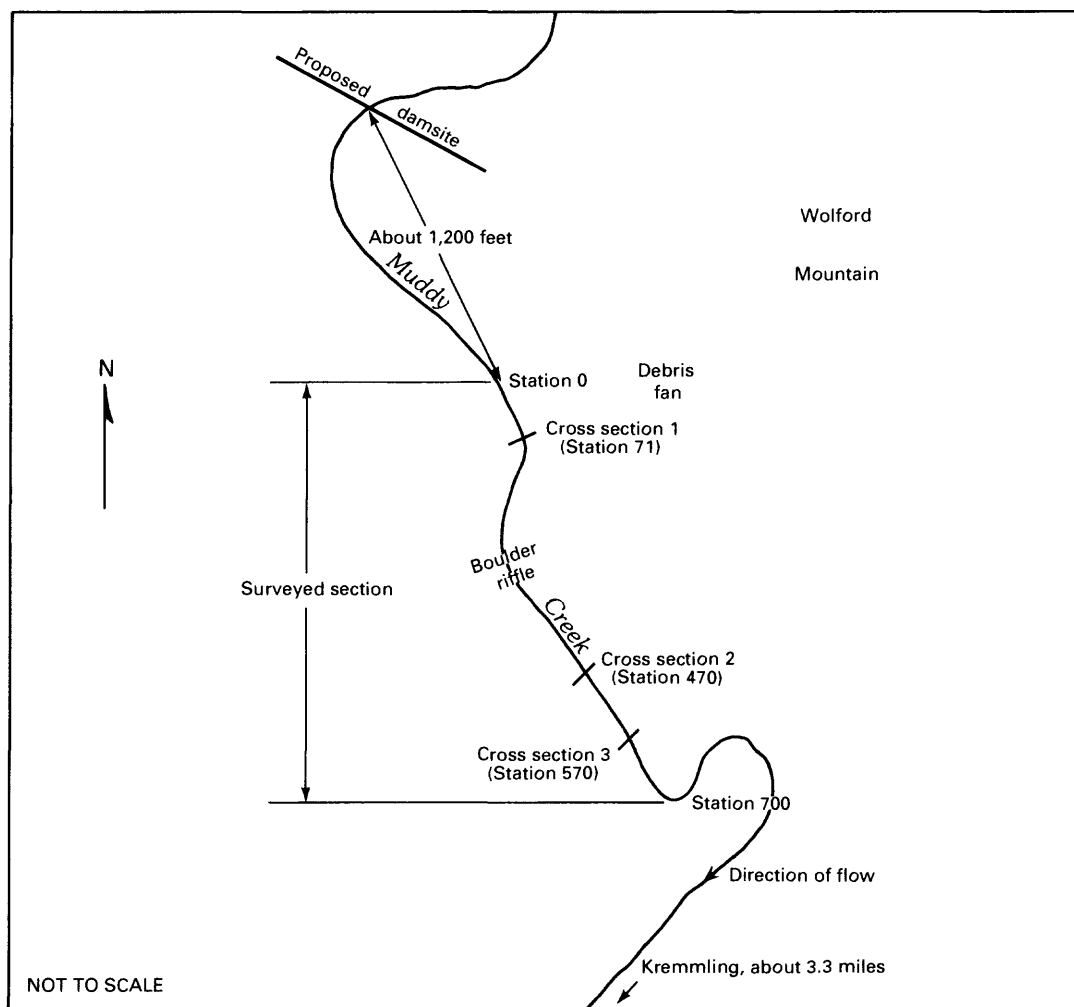 Proposed
damsite
Wolford
Mountain
About 1,200 feet
Muddy
N
Station 0
Debris
fan
Cross section 1
(Station 71)
Boulder
riffle
Surveyed section
Creek
Cross section 2
(Station 470)
Cross section 3
(Station 570)
Station 700
Direction of flow
Kremmling, about 3.3 miles
NOT TO SCALE